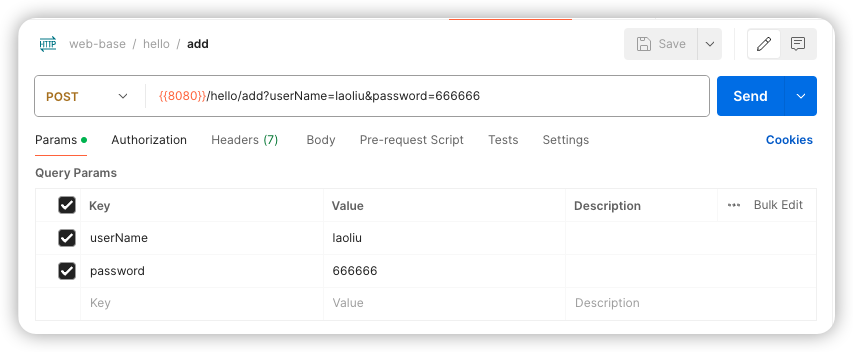 HTTP web-base / hello / add Save
POST {{8080}}/hello/add?userName=laoliu&password=666666 Send
Params Authorization Headers (7) Body Pre-request Script Tests Settings Cookies
Query Params
Key Value Description Bulk Edit
userName laoliu
password 666666
Key Value Description